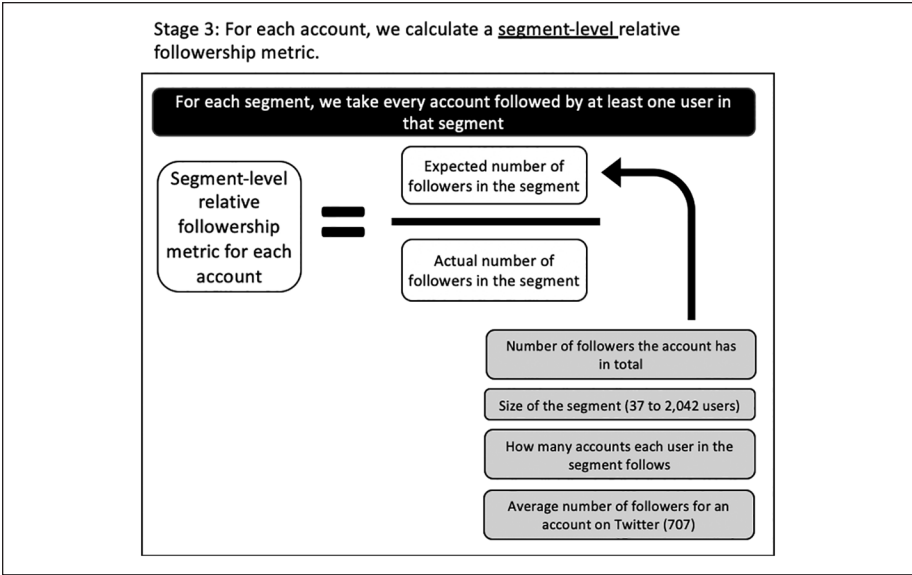 Stage 3: For each account, we calculate a segment-level relative
followership metric.
For each segment, we take every account followed by at least one user in
that segment
Segment-level
relative
followership
metric for each
account
=
Expected number of
followers in the segment
Actual number of
followers in the segment
Number of followers the account has
in total
Size of the segment (37 to 2,042 users)
How many accounts each user in the
segment follows
Average number of followers for an
account on Twitter (707)